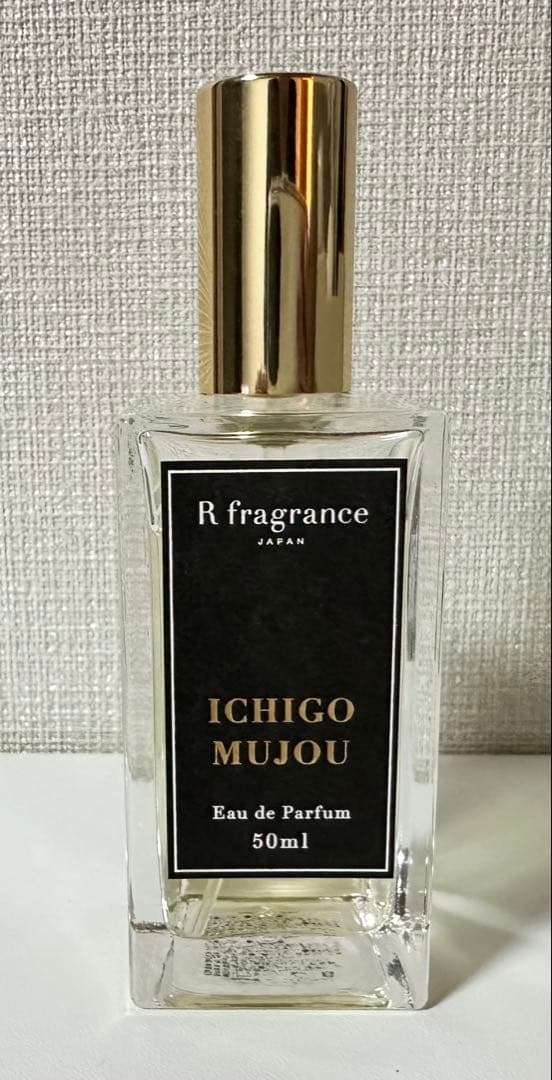 R fragrance
JAPAN
ICHIGO
MUJOU
Eau de Parfum
50ml